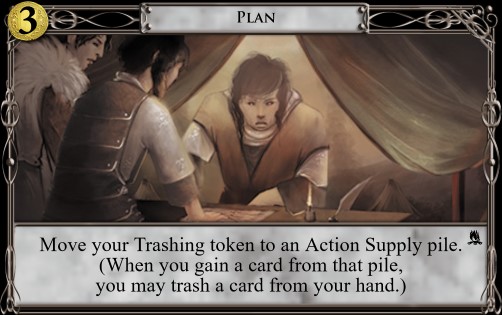 3
Plan
Move your Trashing token to an Action Supply pile.
(When you gain a card from that pile,
you may trash a card from your hand.)